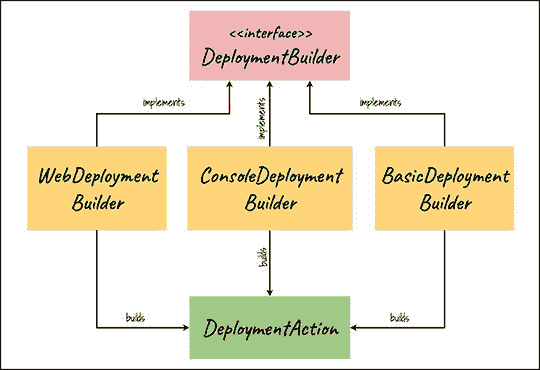 <<interface>>
DeploymentBuilder
implements
implements
implements
WebDeployment
Builder
ConsoleDeployment
Builder
BasicDeployment
Builder
builds
builds
builds
DeploymentAction